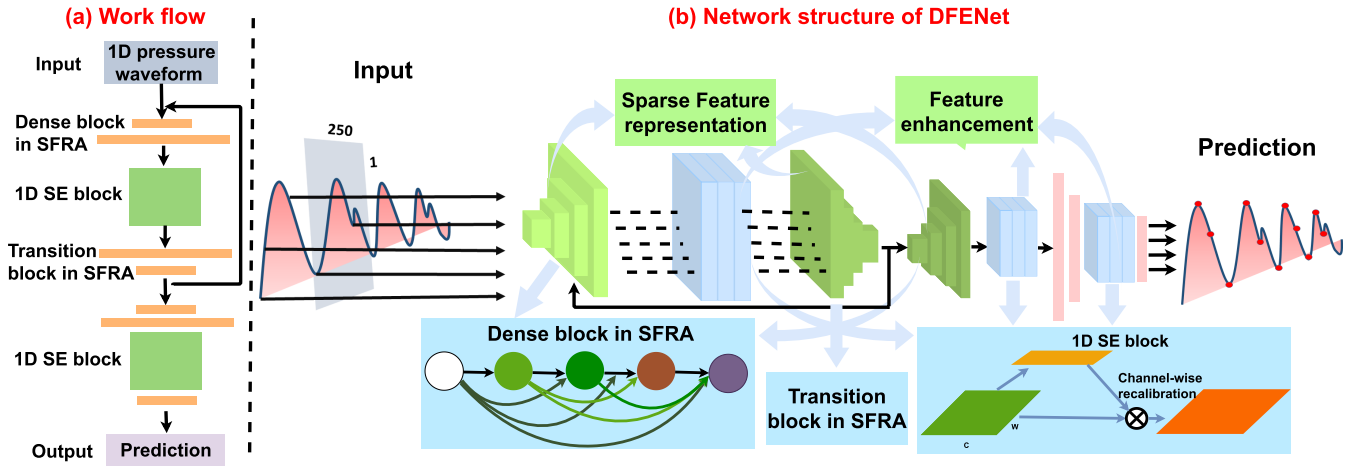 (a) Work flow
Input
1D pressure
waveform
Dense block
in SFRA
1D SE block
Transition
block in SFRA
1D SE block
Output
Prediction
(b) Network structure of DFENet
Input
250
1
Sparse Feature
representation
Feature
enhancement
Prediction
Dense block in SFRA
Transition
block in SFRA
1D SE block
Channel-wise
recalibration
W
C